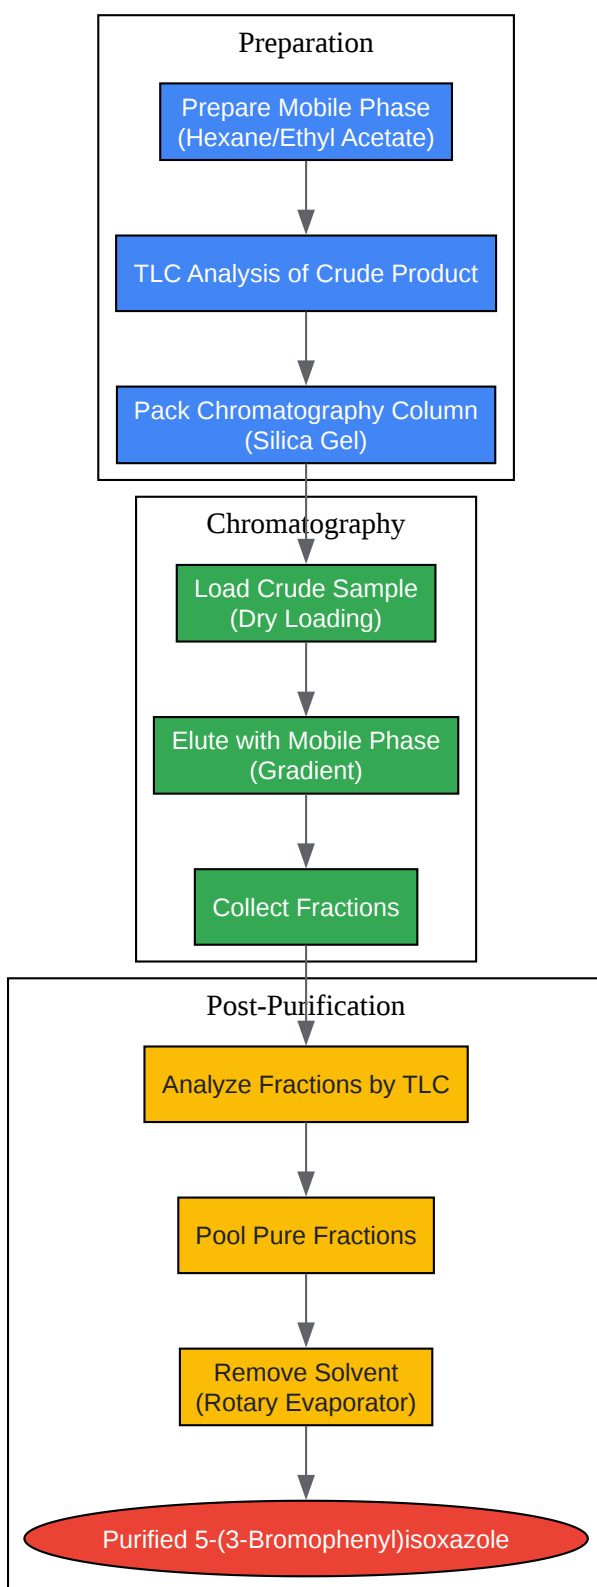 Preparation
Prepare Mobile Phase
(Hexane/Ethyl Acetate)
TLC Analysis of Crude Product
Pack Chromatography Column
(Silica Gel)
Chromatography
Load Crude Sample
(Dry Loading)
Elute with Mobile Phase
(Gradient)
Collect Fractions
Post-Purification
Analyze Fractions by TLC
Pool Pure Fractions
Remove Solvent
(Rotary Evaporator)
Purified 5-(3-Bromophenyl)isoxazole